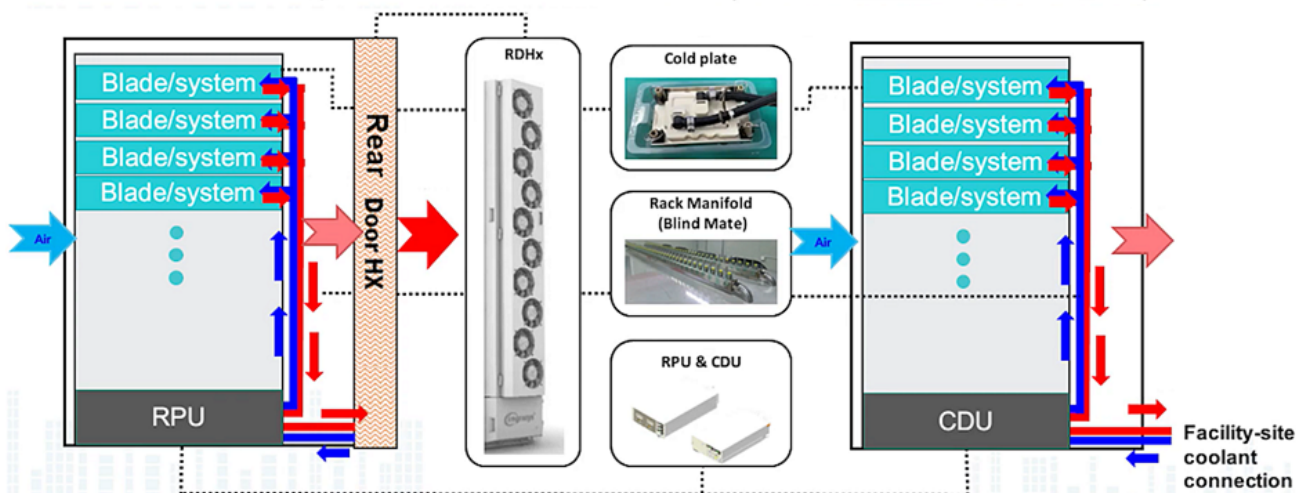 Blade/system
Blade/system
Blade/system
Blade/system
Air
RPU
Rear Door HX
RDHx
Cold plate
Rack Manifold
(Blind Mate)
RPU & CDU
Air
Blade/system
Blade/system
Blade/system
Blade/system
CDU
Facility-site
coolant
connection